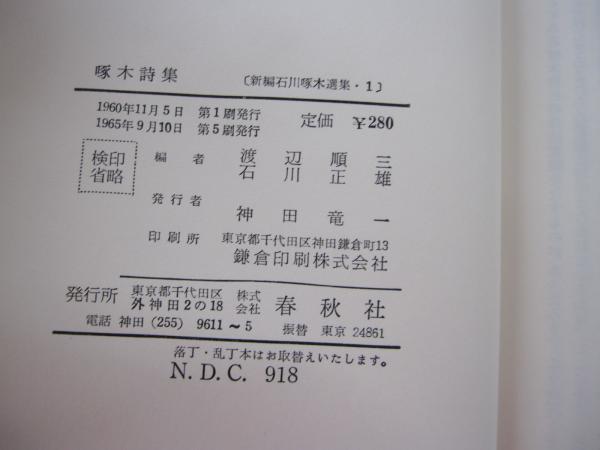 啄木詩集 〔新編石川啄木選集・1〕
1960年11月5日 第1刷発行
1965年9月10日 第5刷発行
定価 ¥280
検印省略
編者 渡辺順三
石川正雄
発行者 神田竜一
印刷所 東京都千代田区神田鎌倉町13
鎌倉印刷株式会社
発行所 東京都千代田区外神田2の18 株式会社 春秋社
電話 神田(255) 9611~5 振替 東京 24861
落丁・乱丁本はお取替えいたします。
N.D.C. 918